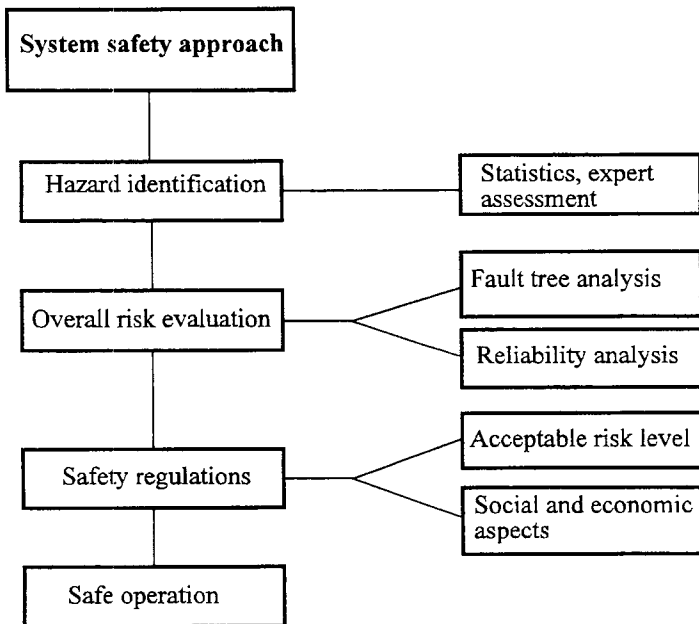 System safety approach
Hazard identification
Statistics, expert
assessment
Overall risk evaluation
Fault tree analysis
Reliability analysis
Safety regulations
Acceptable risk level
Social and economic
aspects
Safe operation